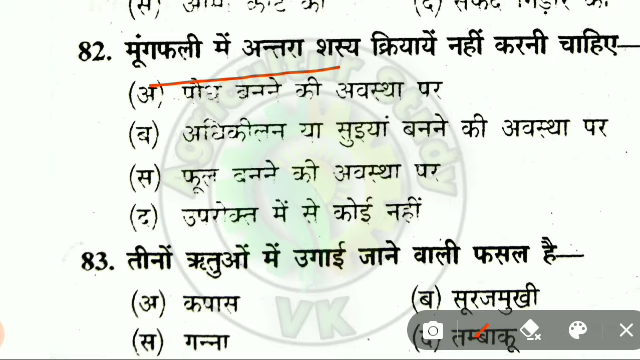 82. मूंगफली में अन्तरा शस्य क्रियायें नहीं करनी चाहिए—
(अ) पौध बनने की अवस्था पर
(ब) अधिकीलन या सुइयां बनने की अवस्था पर
(स) फूल बनने की अवस्था पर
(द) उपरोक्त में से कोई नहीं
83. तीनों ऋतुओं में उगाई जाने वाली फसल है—
(अ) कपास (ब) सूरजमुखी
(स) गन्ना (द) तम्बाकू
VK